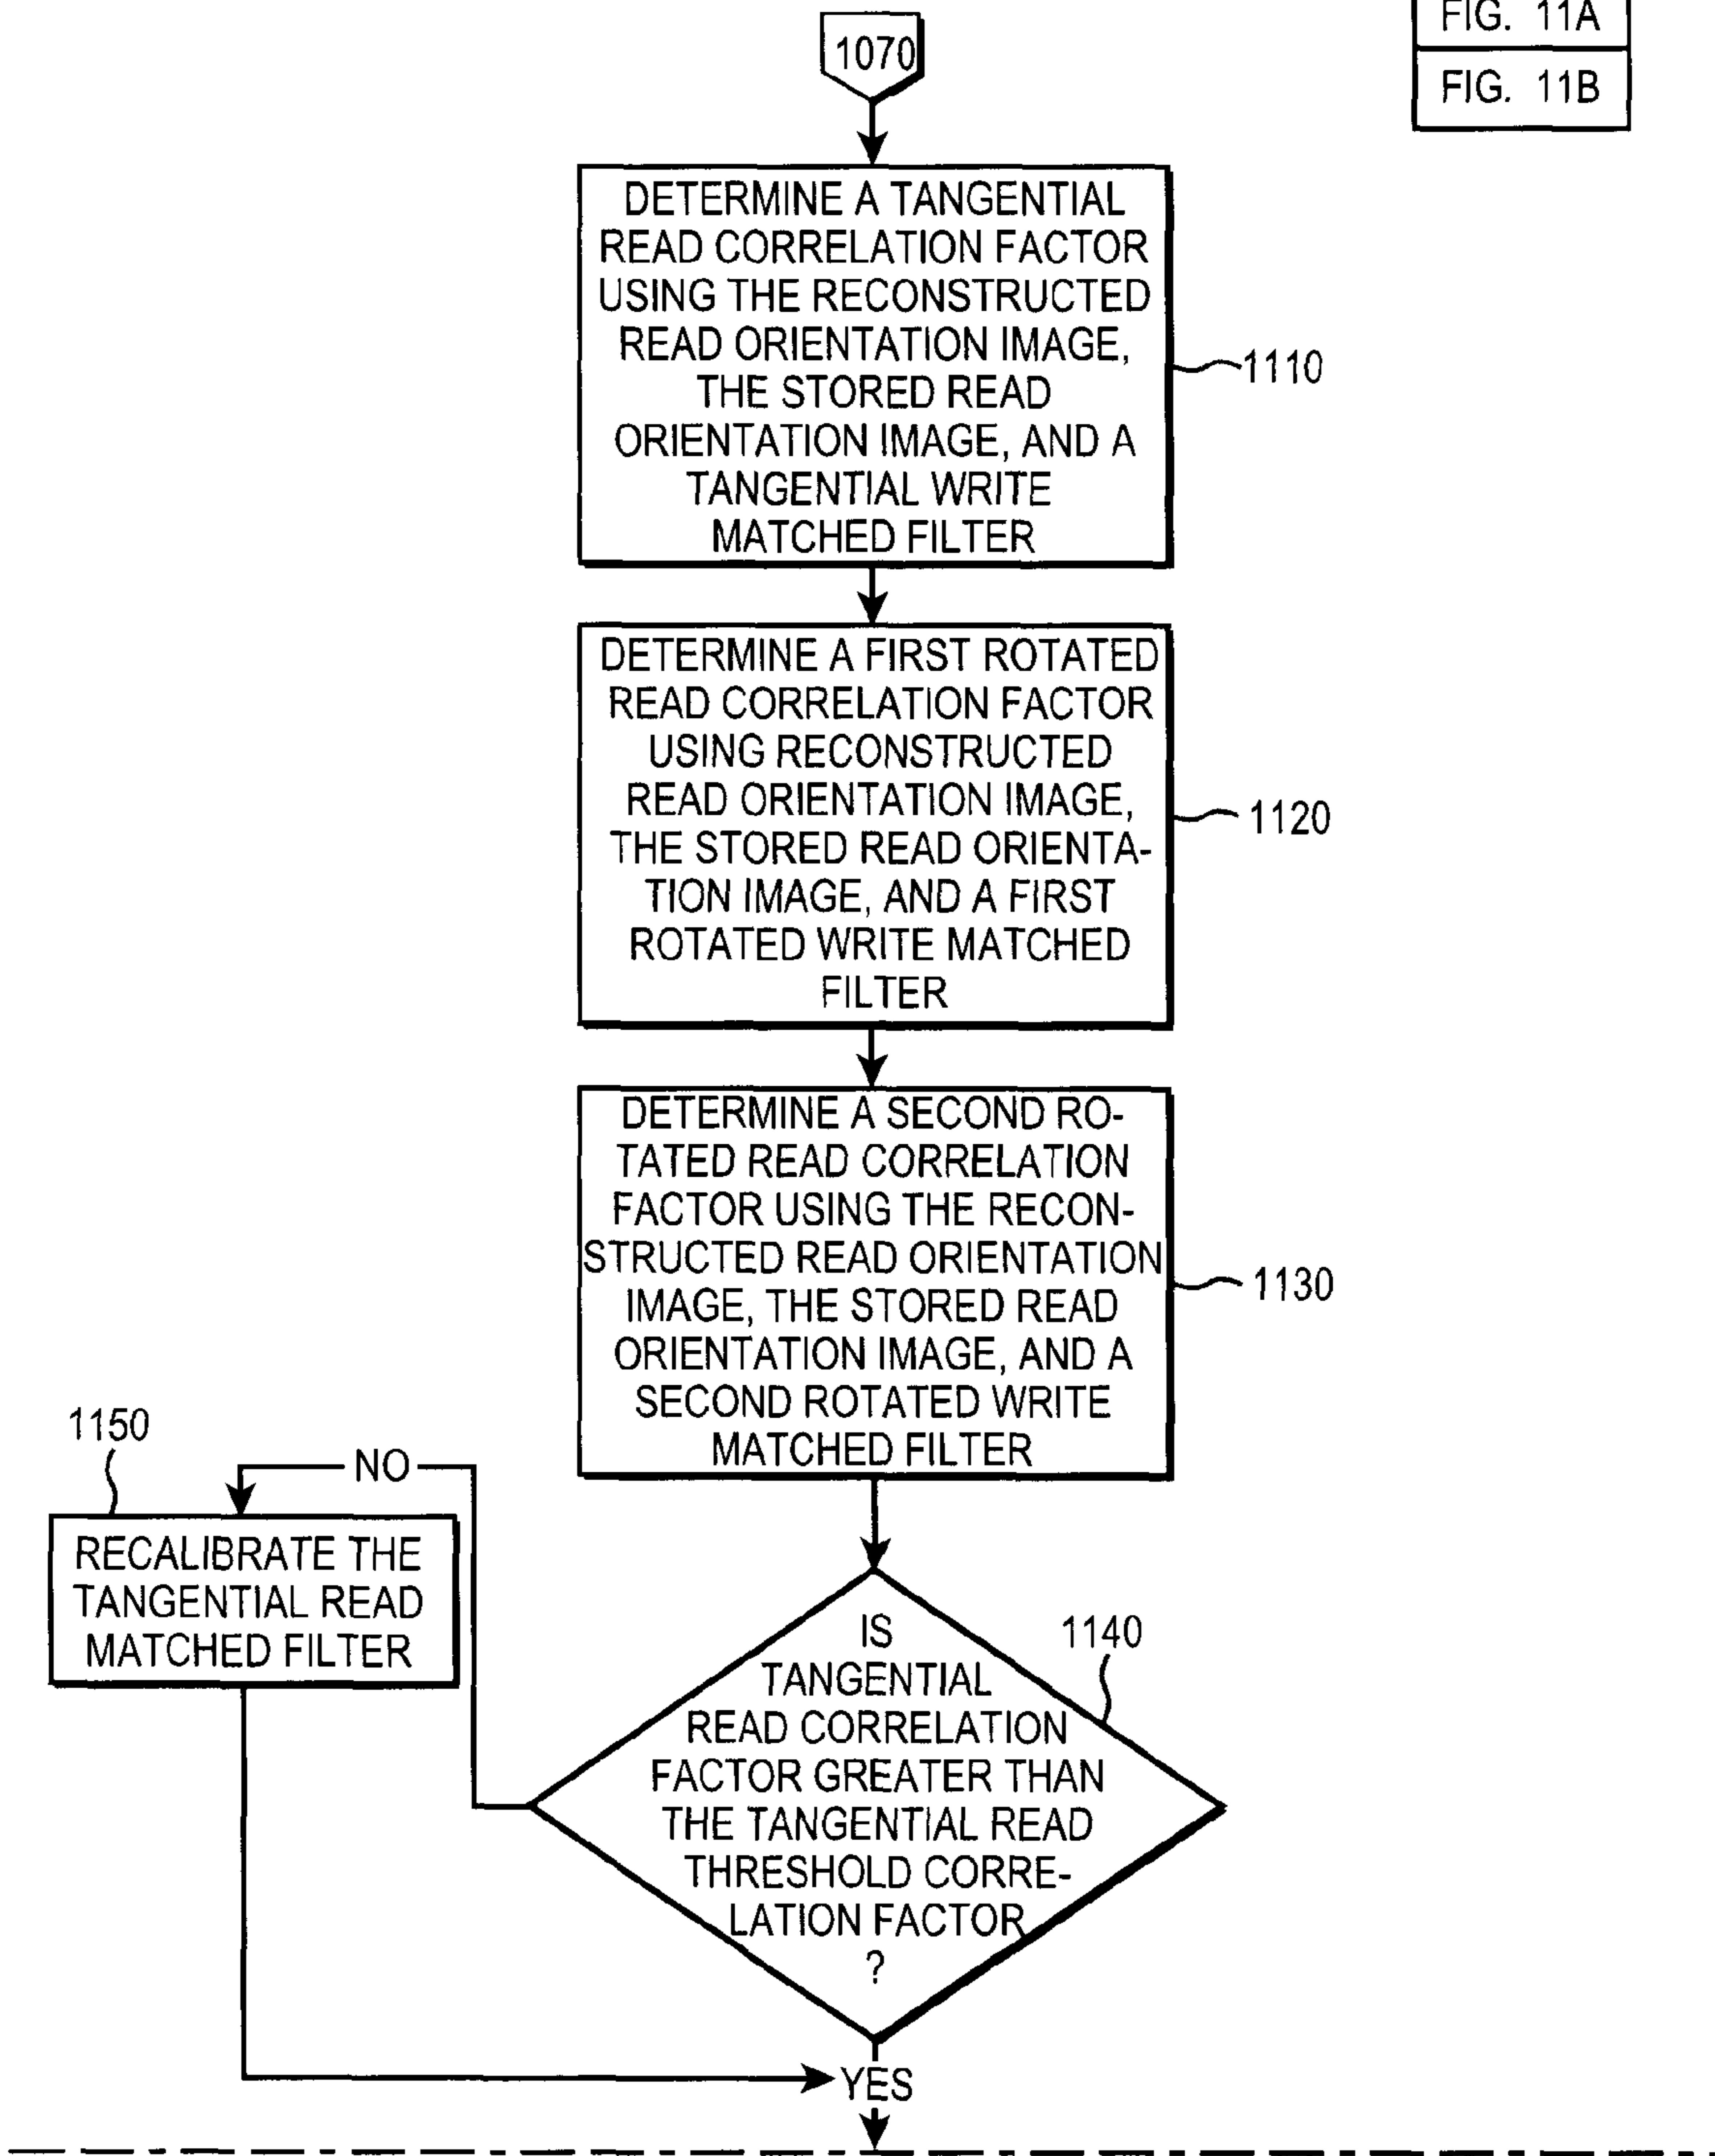 FIG. 11A
1070
FIG. 11B
DETERMINE A TANGENTIAL
READ CORRELATION FACTOR
USING THE RECONSTRUCTED
READ ORIENTATION IMAGE,
THE STORED READ
ORIENTATION IMAGE, AND A
TANGENTIAL WRITE
MATCHED FILTER
1110
DETERMINE A FIRST ROTATED
READ CORRELATION FACTOR
USING RECONSTRUCTED
READ ORIENTATION IMAGE,
THE STORED READ ORIENTA-
TION IMAGE, AND A FIRST
ROTATED WRITE MATCHED
FILTER
1120
DETERMINE A SECOND RO-
TATED READ CORRELATION
FACTOR USING THE RECON-
STRUCTED READ ORIENTATION
IMAGE, THE STORED READ
ORIENTATION IMAGE, AND A
SECOND ROTATED WRITE
MATCHED FILTER
1130
1150
NO
RECALIBRATE THE
TANGENTIAL READ
MATCHED FILTER
IS
TANGENTIAL
READ CORRELATION
FACTOR GREATER THAN
THE TANGENTIAL READ
THRESHOLD CORRE-
LATION FACTOR
?
1140
YES